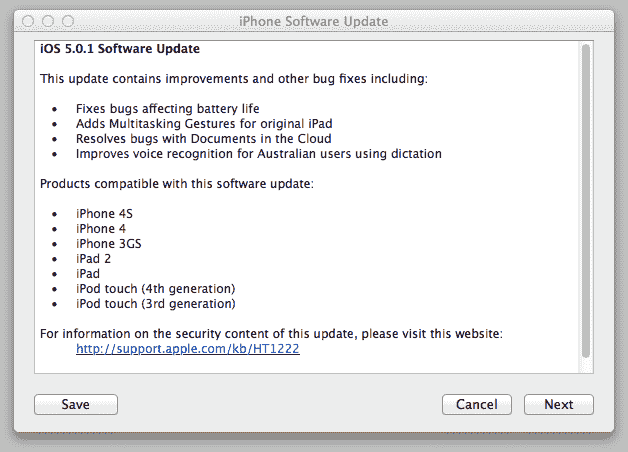 iPhone Software Update
iOS 5.0.1 Software Update
This update contains improvements and other bug fixes including:
• Fixes bugs affecting battery life
• Adds Multitasking Gestures for original iPad
• Resolves bugs with Documents in the Cloud
• Improves voice recognition for Australian users using dictation
Products compatible with this software update:
• iPhone 4S
• iPhone 4
• iPhone 3GS
• iPad 2
• iPad
• iPod touch (4th generation)
• iPod touch (3rd generation)
For information on the security content of this update, please visit this website:
http://support.apple.com/kb/HT1222
Save Cancel Next